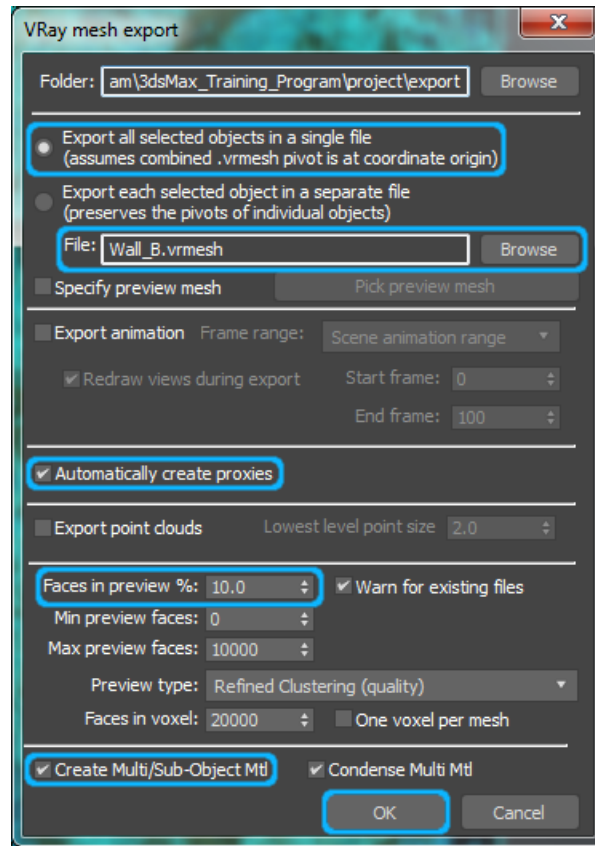 VRay mesh export
Folder: am\3dsMax_Training_Program\project\export Browse
Export all selected objects in a single file
(assumes combined .vrmesh pivot is at coordinate origin)
Export each selected object in a separate file
(preserves the pivots of individual objects)
File: Wall_B.vrmesh Browse
Specify preview mesh Pick preview mesh
Export animation Frame range: Scene animation range
Redraw views during export Start frame: 0
End frame: 100
Automatically create proxies
Export point clouds Lowest level point size 2.0
Faces in preview %: 10.0 Warn for existing files
Min preview faces: 0
Max preview faces: 10000
Preview type: Refined Clustering (quality)
Faces in voxel: 20000 One voxel per mesh
Create Multi/Sub-Object Mtl Condense Multi Mtl
OK Cancel